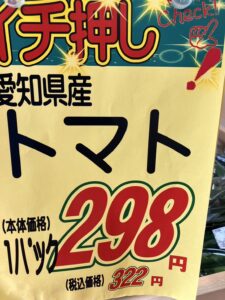 イチ押し
Check!
愛知県産
トマト
(本体価格)
1パック 298円
(税込価格) 322円